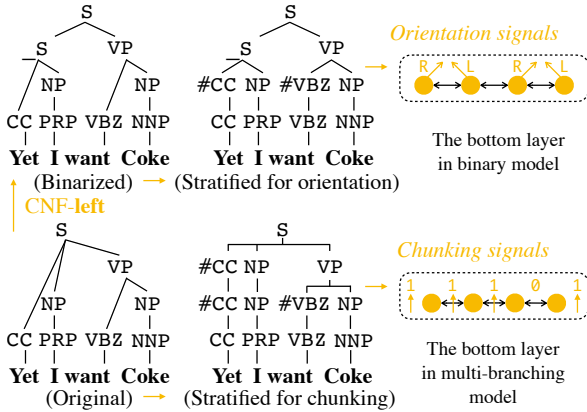 S
S VP
NP
CC PRP VBZ NNP
Yet I want Coke
(Binarized)
S
S VP
#CC NP #VBZ NP
CC PRP VBZ NNP
Yet I want Coke
(Stratified for orientation)
Orientation signals
R L R L
The bottom layer
in binary model
CNF-left
S
VP
NP
CC PRP VBZ NNP
Yet I want Coke
(Original)
S
#CC NP VP
#CC NP #VBZ NP
CC PRP VBZ NNP
Yet I want Coke
(Stratified for chunking)
Chunking signals
1 1 1 0 1
The bottom layer
in multi-branching
model